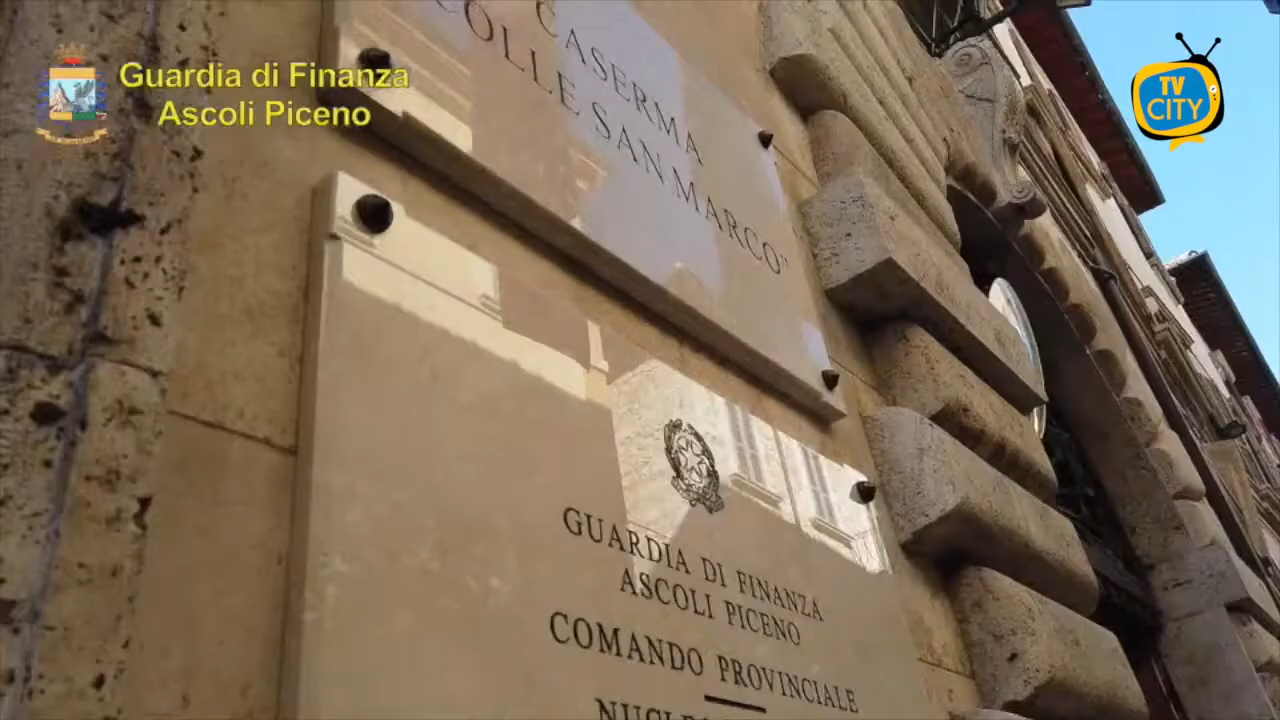 Guardia di Finanza
Ascoli Piceno
TV
CITY
CASERMA
COLLE SAN MARCO"
GUARDIA DI FINANZA
ASCOLI PICENO
COMANDO PROVINCIALE